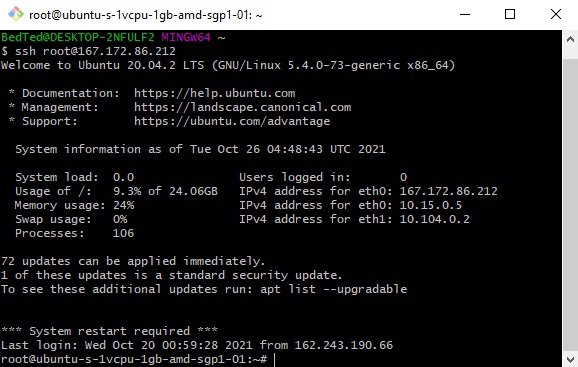 root@ubuntu-s-1vcpu-1gb-amd-sgp1-01: ~
BedTed@DESKTOP-2NFULF2 MINGW64 ~
$ ssh root@167.172.86.212
Welcome to Ubuntu 20.04.2 LTS (GNU/Linux 5.4.0-73-generic x86_64)
* Documentation:  https://help.ubuntu.com
* Management:     https://landscape.canonical.com
* Support:        https://ubuntu.com/advantage
System information as of Tue Oct 26 04:48:43 UTC 2021
System load:  0.0                Users logged in:       0
Usage of /:   9.3% of 24.06GB   IPv4 address for eth0: 167.172.86.212
Memory usage: 24%                IPv4 address for eth0: 10.15.0.5
Swap usage:   0%                 IPv4 address for eth1: 10.104.0.2
Processes:    106
72 updates can be applied immediately.
1 of these updates is a standard security update.
To see these additional updates run: apt list --upgradable
*** System restart required ***
Last login: Wed Oct 20 00:59:28 2021 from 162.243.190.66
root@ubuntu-s-1vcpu-1gb-amd-sgp1-01:~#